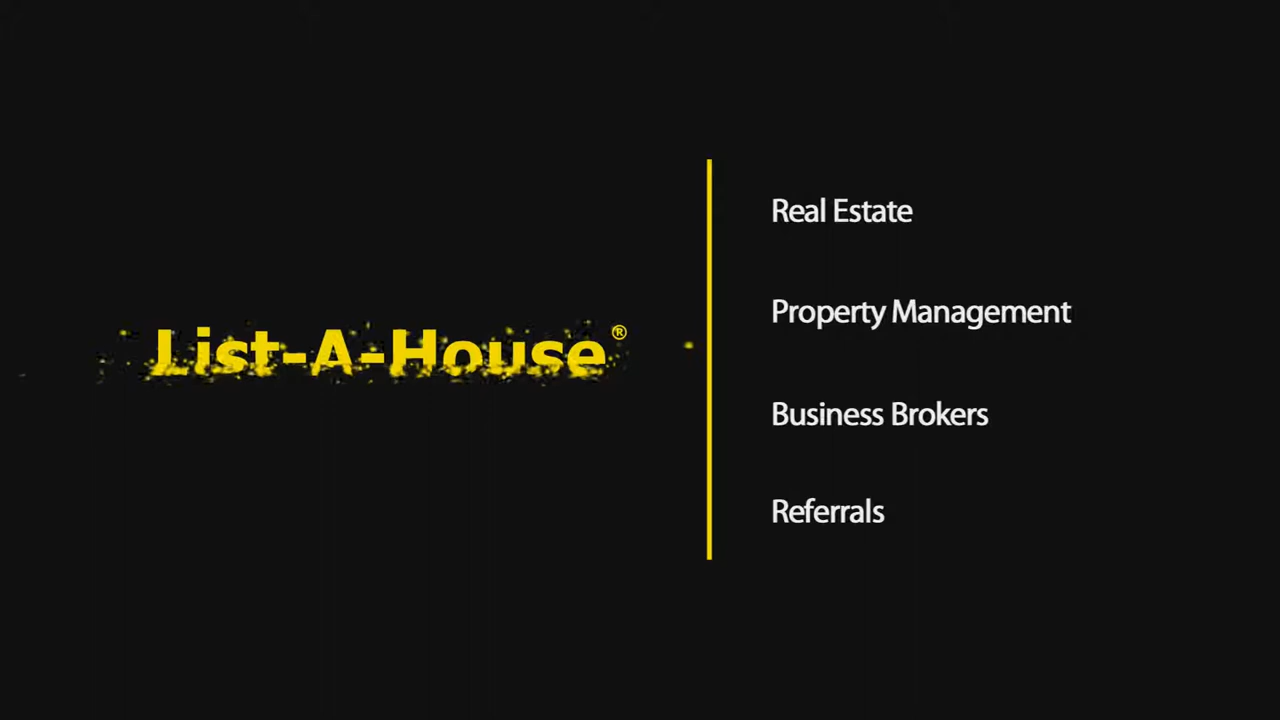 List-A-House®
Real Estate
Property Management
Business Brokers
Referrals